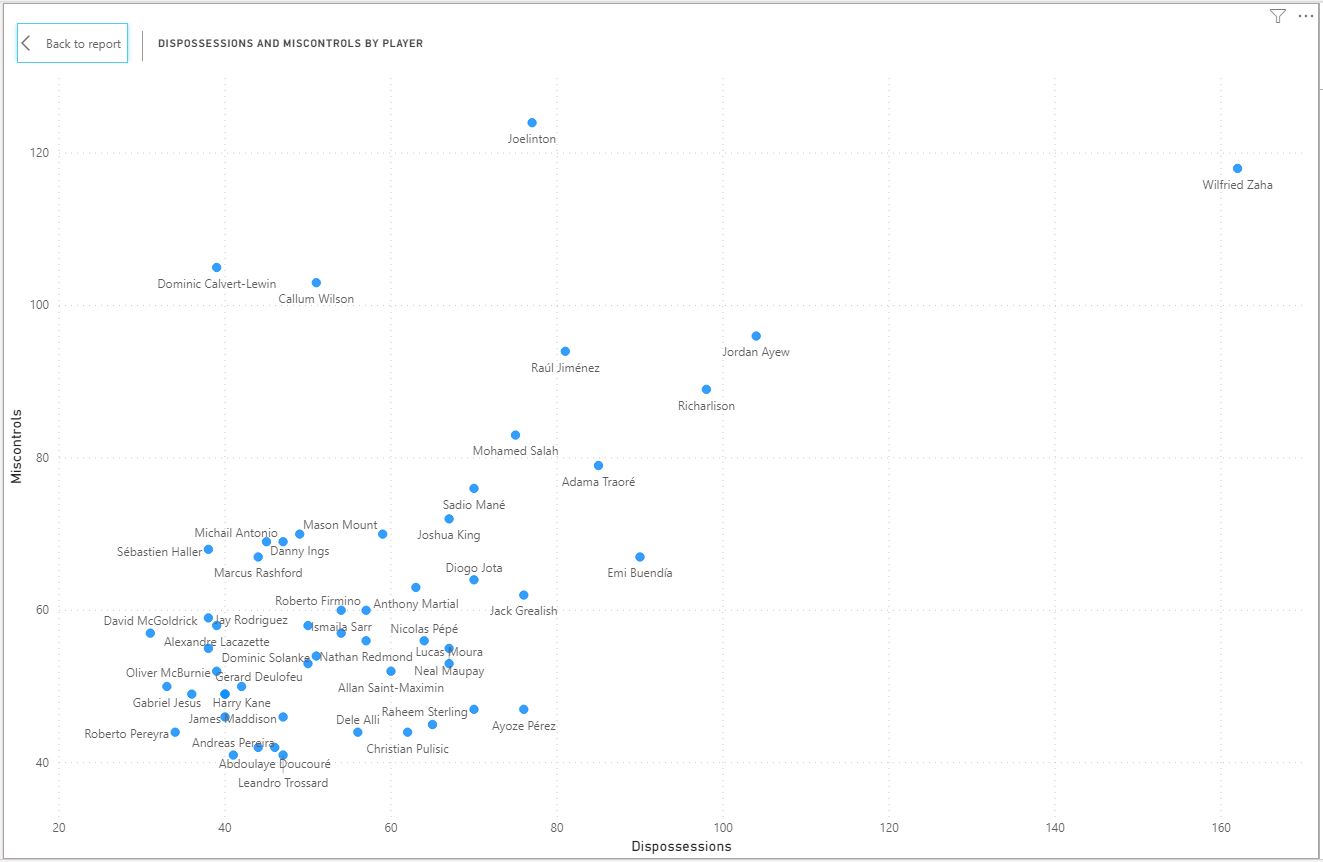 Back to report
DISPOSSESSIONS AND MISCONTROLS BY PLAYER
Joelinton
120
Wilfried Zaha
Dominic Calvert-Lewin
Callum Wilson
100
Jordan Ayew
Raúl Jiménez
Richarlison
Mohamed Salah
80
Adama Traoré
Sadio Mané
Mason Mount
Michail Antonio
Joshua King
Sébastien Haller
Danny Ings
Marcus Rashford
Emi Buendía
Diogo Jota
Roberto Firmino
Anthony Martial
60
Jack Grealish
David McGoldrick
Jay Rodriguez
Ismaïla Sarr
Nicolas Pépé
Alexandre Lacazette
Lucas Moura
Dominic Solanke
Nathan Redmond
Oliver McBurnie
Gerard Deulofeu
Neal Maupay
Allan Saint-Maximin
Gabriel Jesus
Harry Kane
Raheem Sterling
James Maddison
Dele Alli
Ayoze Pérez
Roberto Pereyra
Andreas Pereira
Christian Pulisic
40
Abdoulaye Doucouré
Leandro Trossard
Miscontrols
20
40
60
80
100
120
140
160
Dispossessions